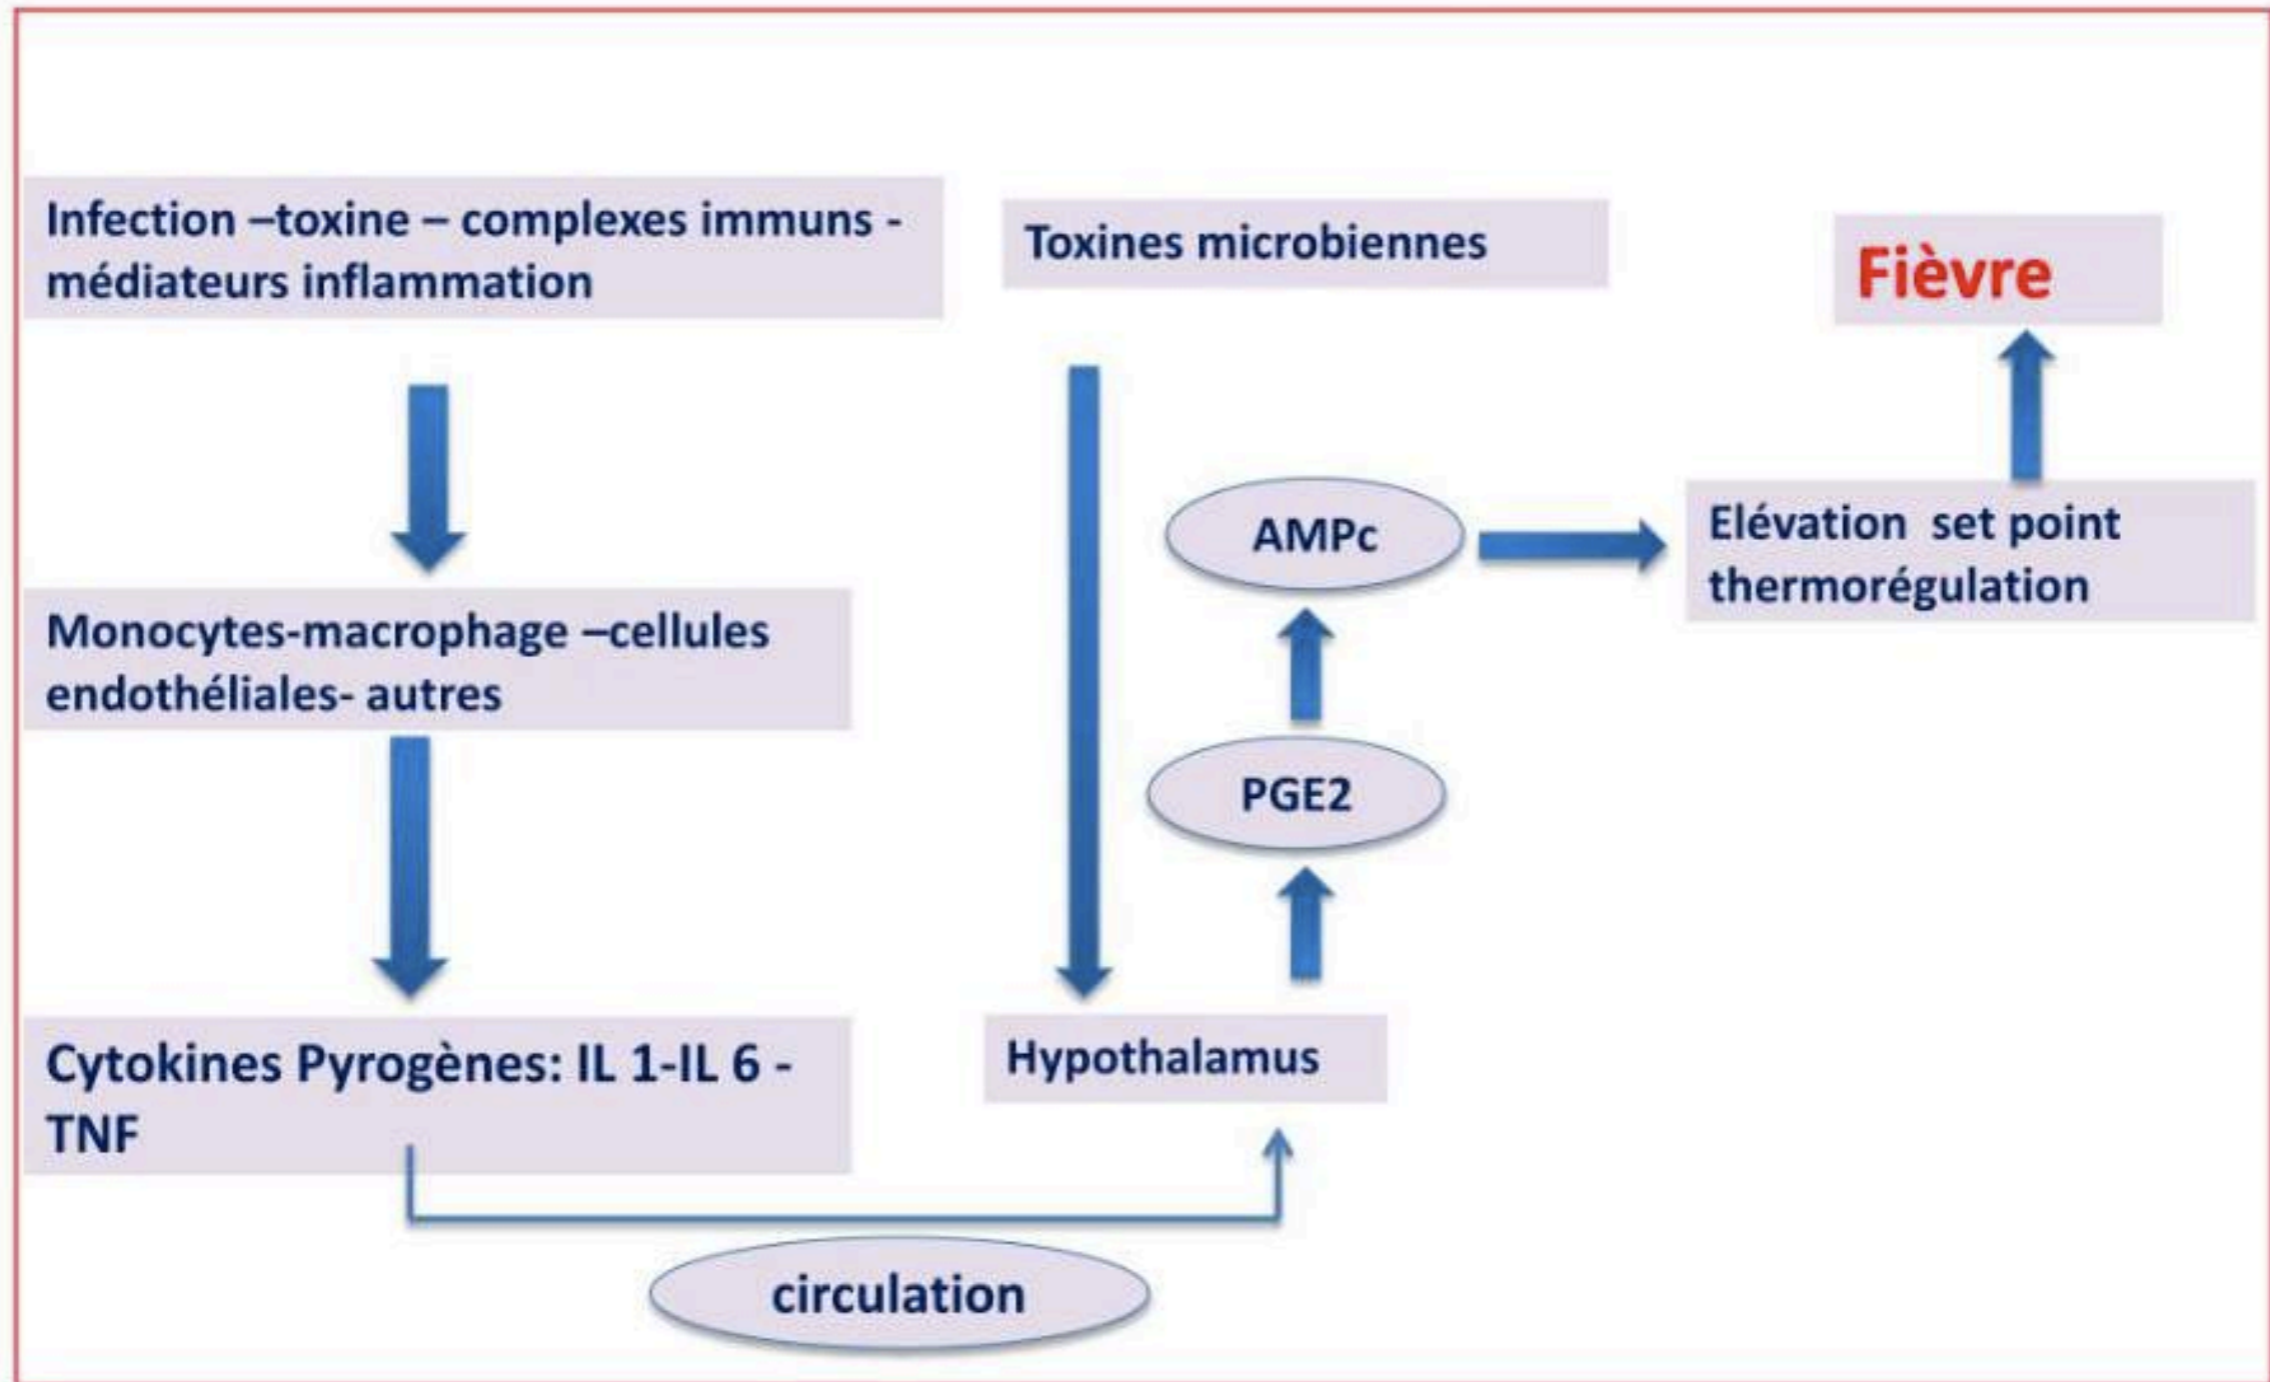 Infection –toxine – complexes immuns -
médiateurs inflammation
Toxines microbiennes
Fièvre
AMPc
Elévation  set point
thermorégulation
Monocytes-macrophage –cellules
endothéliales- autres
PGE2
Cytokines Pyrogènes: IL 1-IL 6 -
TNF
Hypothalamus
circulation